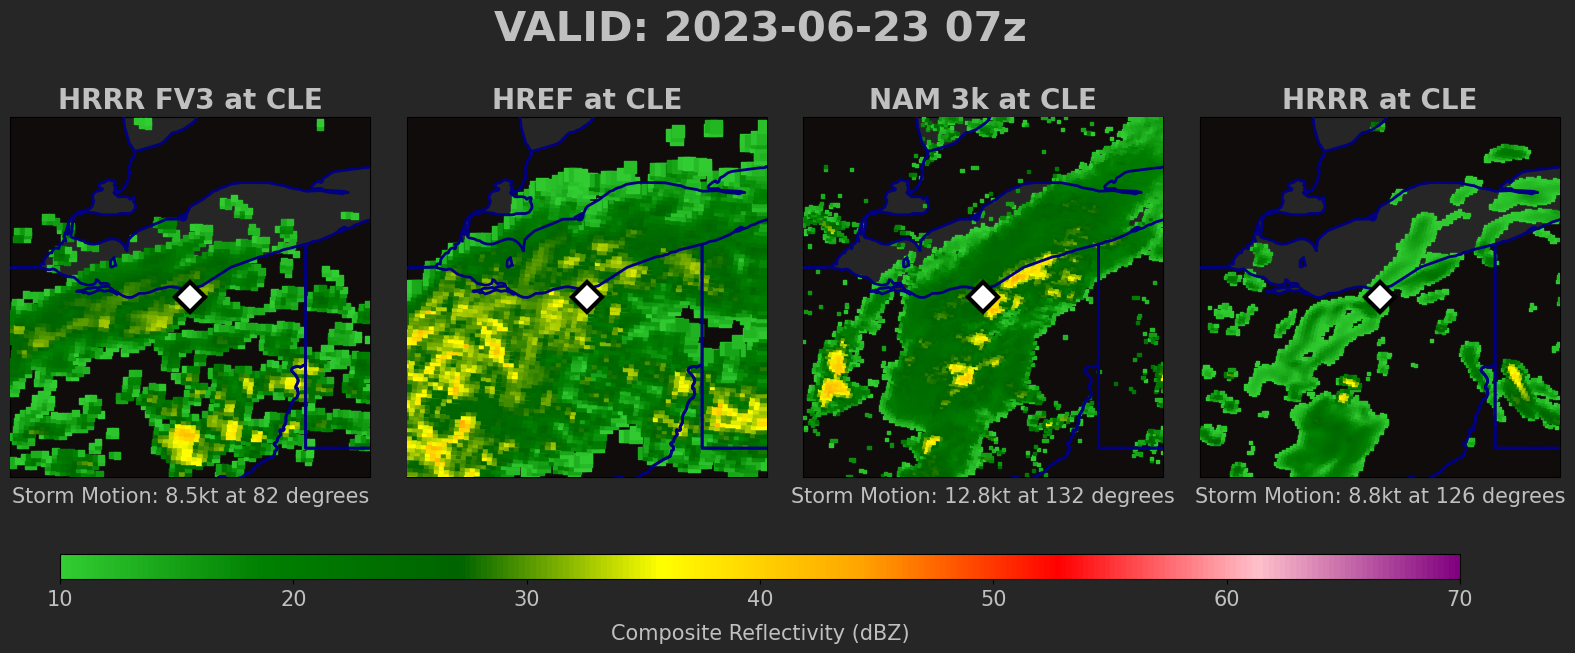 VALID: 2023-06-23 07z
HRRR FV3 at CLE
HREF at CLE
NAM 3k at CLE
HRRR at CLE
Storm Motion: 8.5kt at 82 degrees
Storm Motion: 12.8kt at 132 degrees
Storm Motion: 8.8kt at 126 degrees
10 20 30 40 50 60 70
Composite Reflectivity (dBZ)